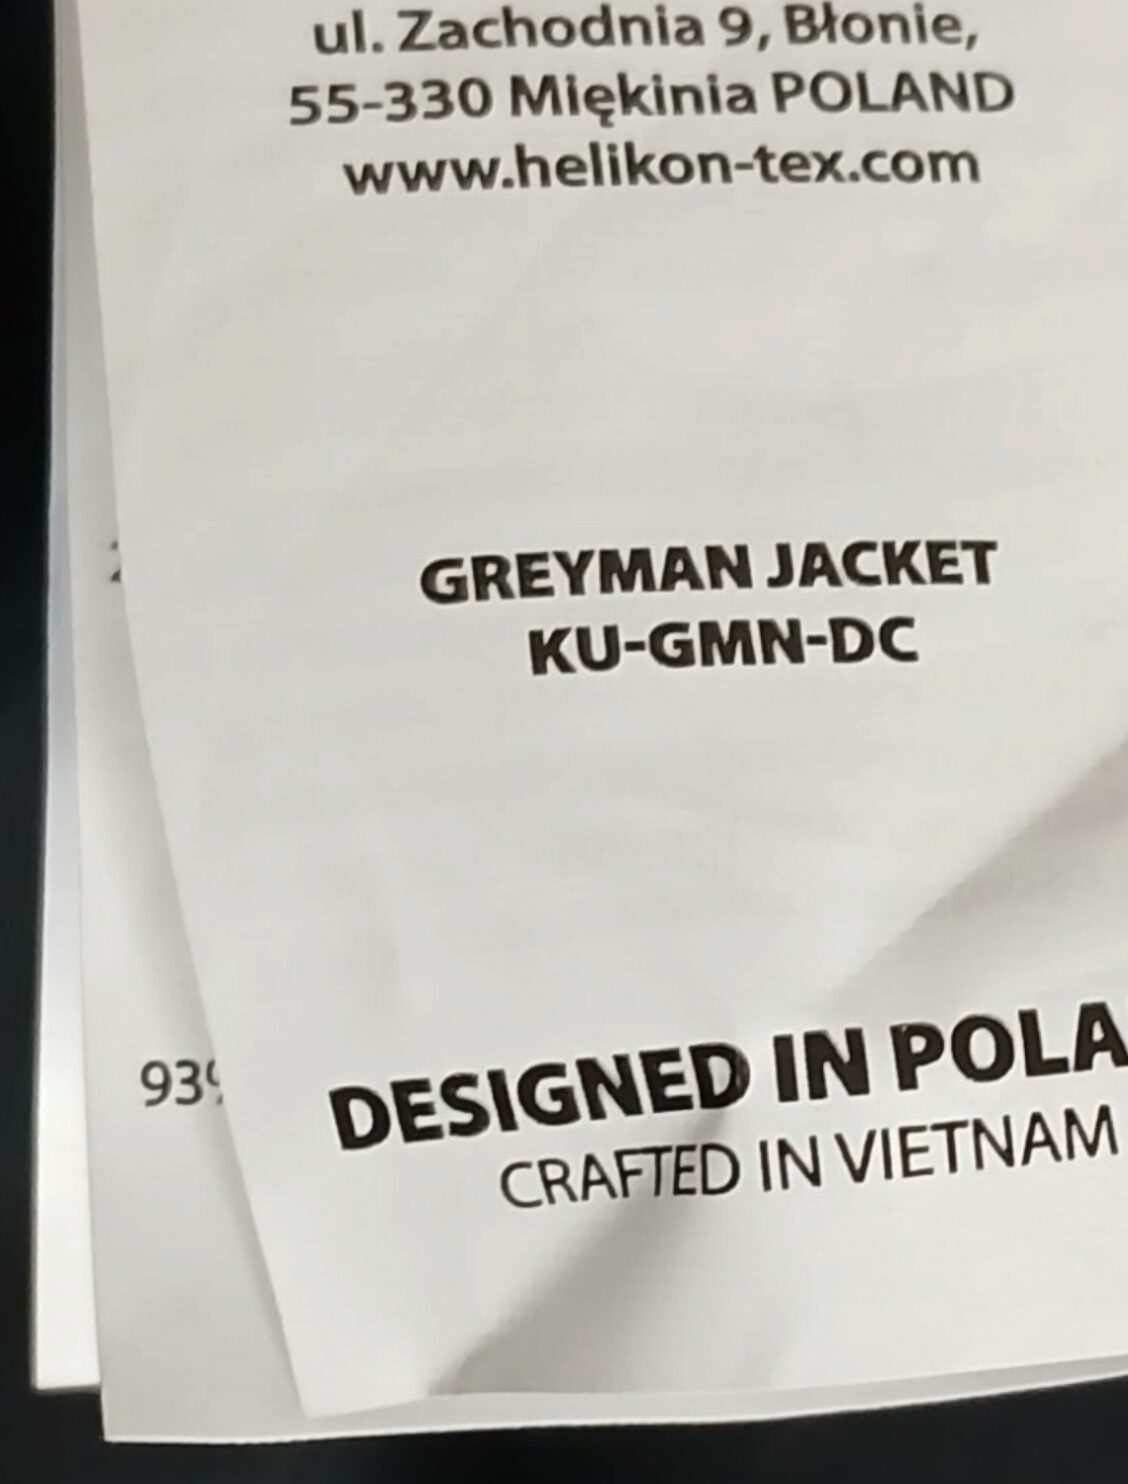 ul. Zachodnia 9, Błonie,
55-330 Miękinia POLAND
www.helikon-tex.com
GREYMAN JACKET
KU-GMN-DC
DESIGNED IN POLA
CRAFTED IN VIETNAM